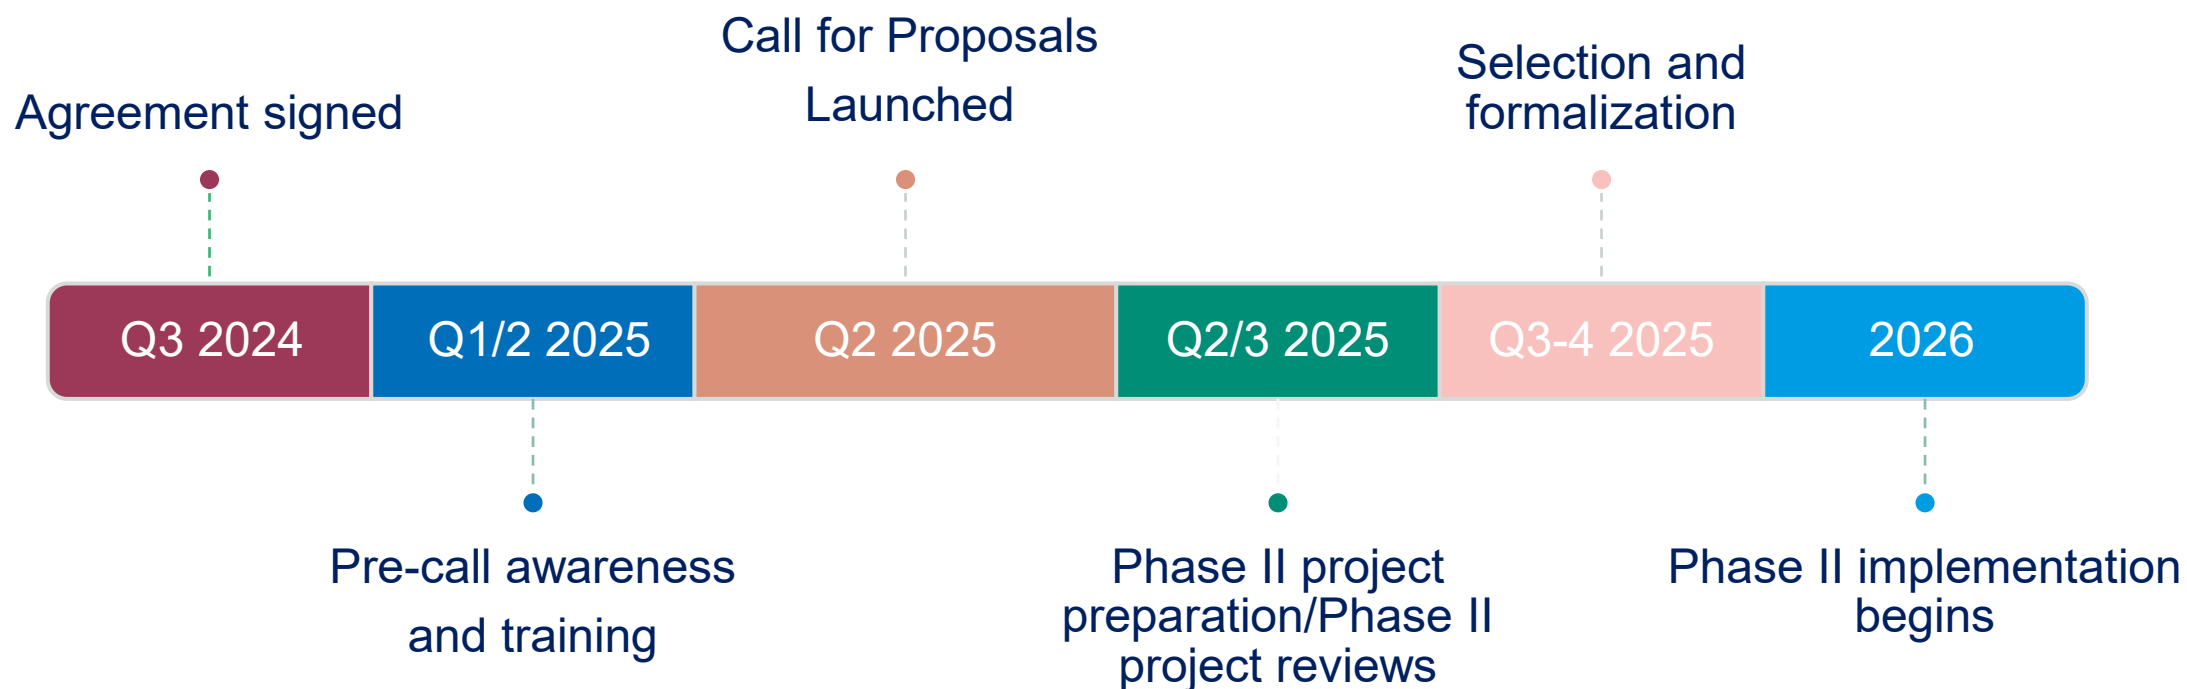 Call for Proposals
Launched
Selection and
formalization
Agreement signed
Q3 2024
Q1/2 2025
Q2 2025
Q2/3 2025
Q3-4 2025
2026
Pre-call awareness
and training
Phase II project
preparation/Phase II
project reviews
Phase II implementation
begins